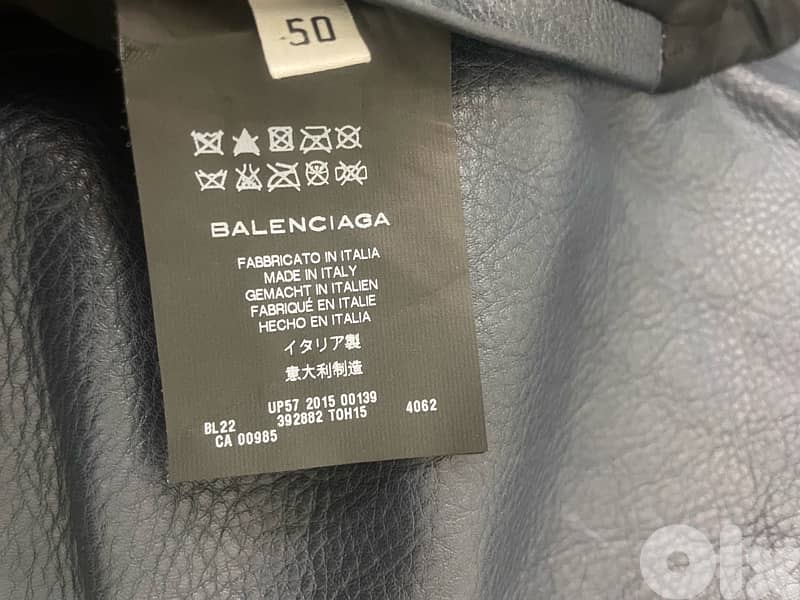 50
BALENCIAGA
FABBRICATO IN ITALIA
MADE IN ITALY
GEMACHT IN ITALIEN
FABRIQUÉ EN ITALIE
HECHO EN ITALIA
イタリア製
意大利制造
UP57 2015 00139
BL22 392882 TOH15 4062
CA 00985
Olx